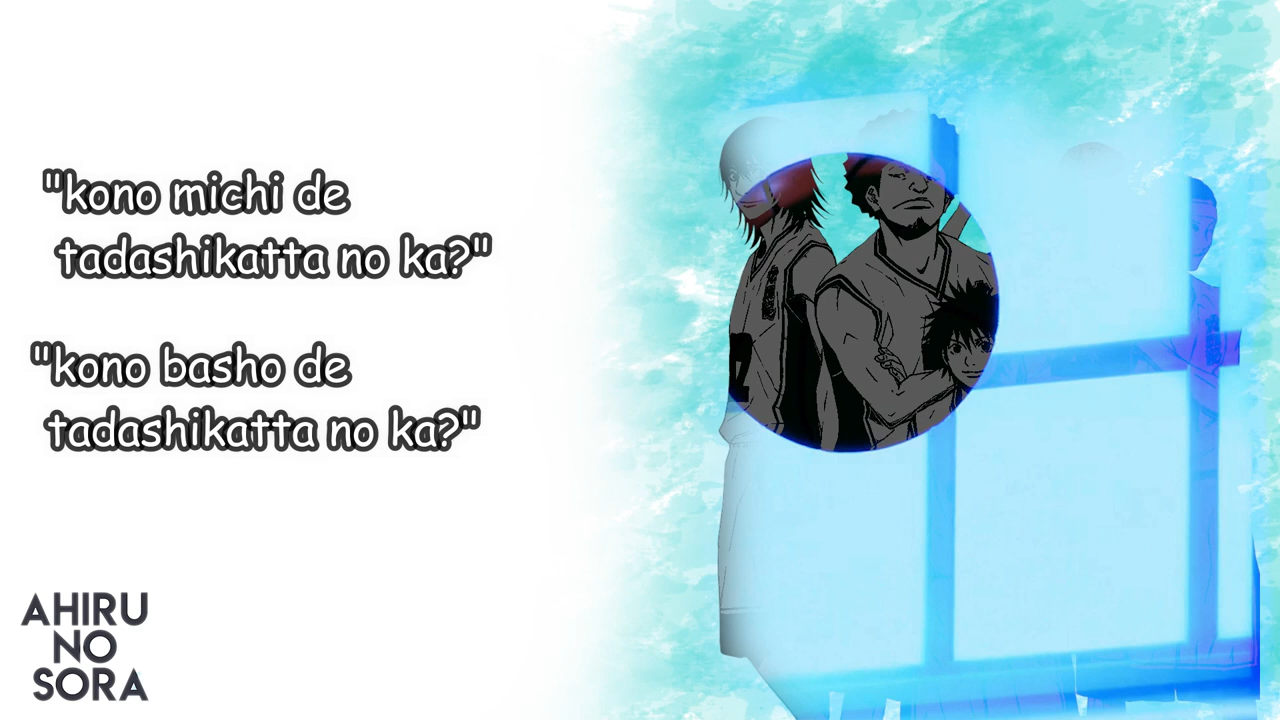 "kono michi de
tadashikatta no ka?"
"kono basho de
tadashikatta no ka?"
AHIRU
NO
SORA